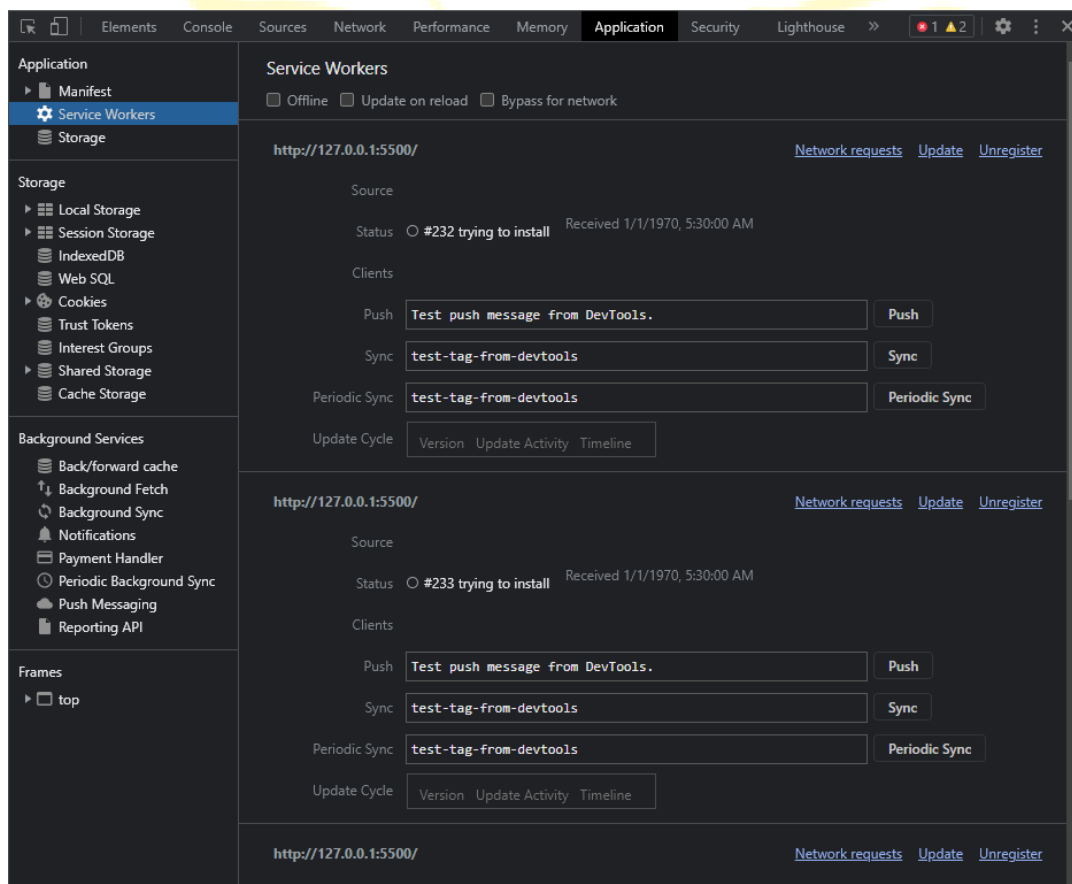 Elements Console Sources Network Performance Memory Application Security Lighthouse » 1 2
Application
Manifest
Service Workers
Storage
Storage
Local Storage
Session Storage
IndexedDB
Web SQL
Cookies
Trust Tokens
Interest Groups
Shared Storage
Cache Storage
Background Services
Back/forward cache
Background Fetch
Background Sync
Notifications
Payment Handler
Periodic Background Sync
Push Messaging
Reporting API
Frames
top
Service Workers
Offline Update on reload Bypass for network
http://127.0.0.1:5500/ Network requests Update Unregister
Source
Status #232 trying to install Received 1/1/1970, 5:30:00 AM
Clients
Push Test push message from DevTools. Push
Sync test-tag-from-devtools Sync
Periodic Sync test-tag-from-devtools Periodic Sync
Update Cycle Version Update Activity Timeline
http://127.0.0.1:5500/ Network requests Update Unregister
Source
Status #233 trying to install Received 1/1/1970, 5:30:00 AM
Clients
Push Test push message from DevTools. Push
Sync test-tag-from-devtools Sync
Periodic Sync test-tag-from-devtools Periodic Sync
Update Cycle Version Update Activity Timeline
http://127.0.0.1:5500/ Network requests Update Unregister